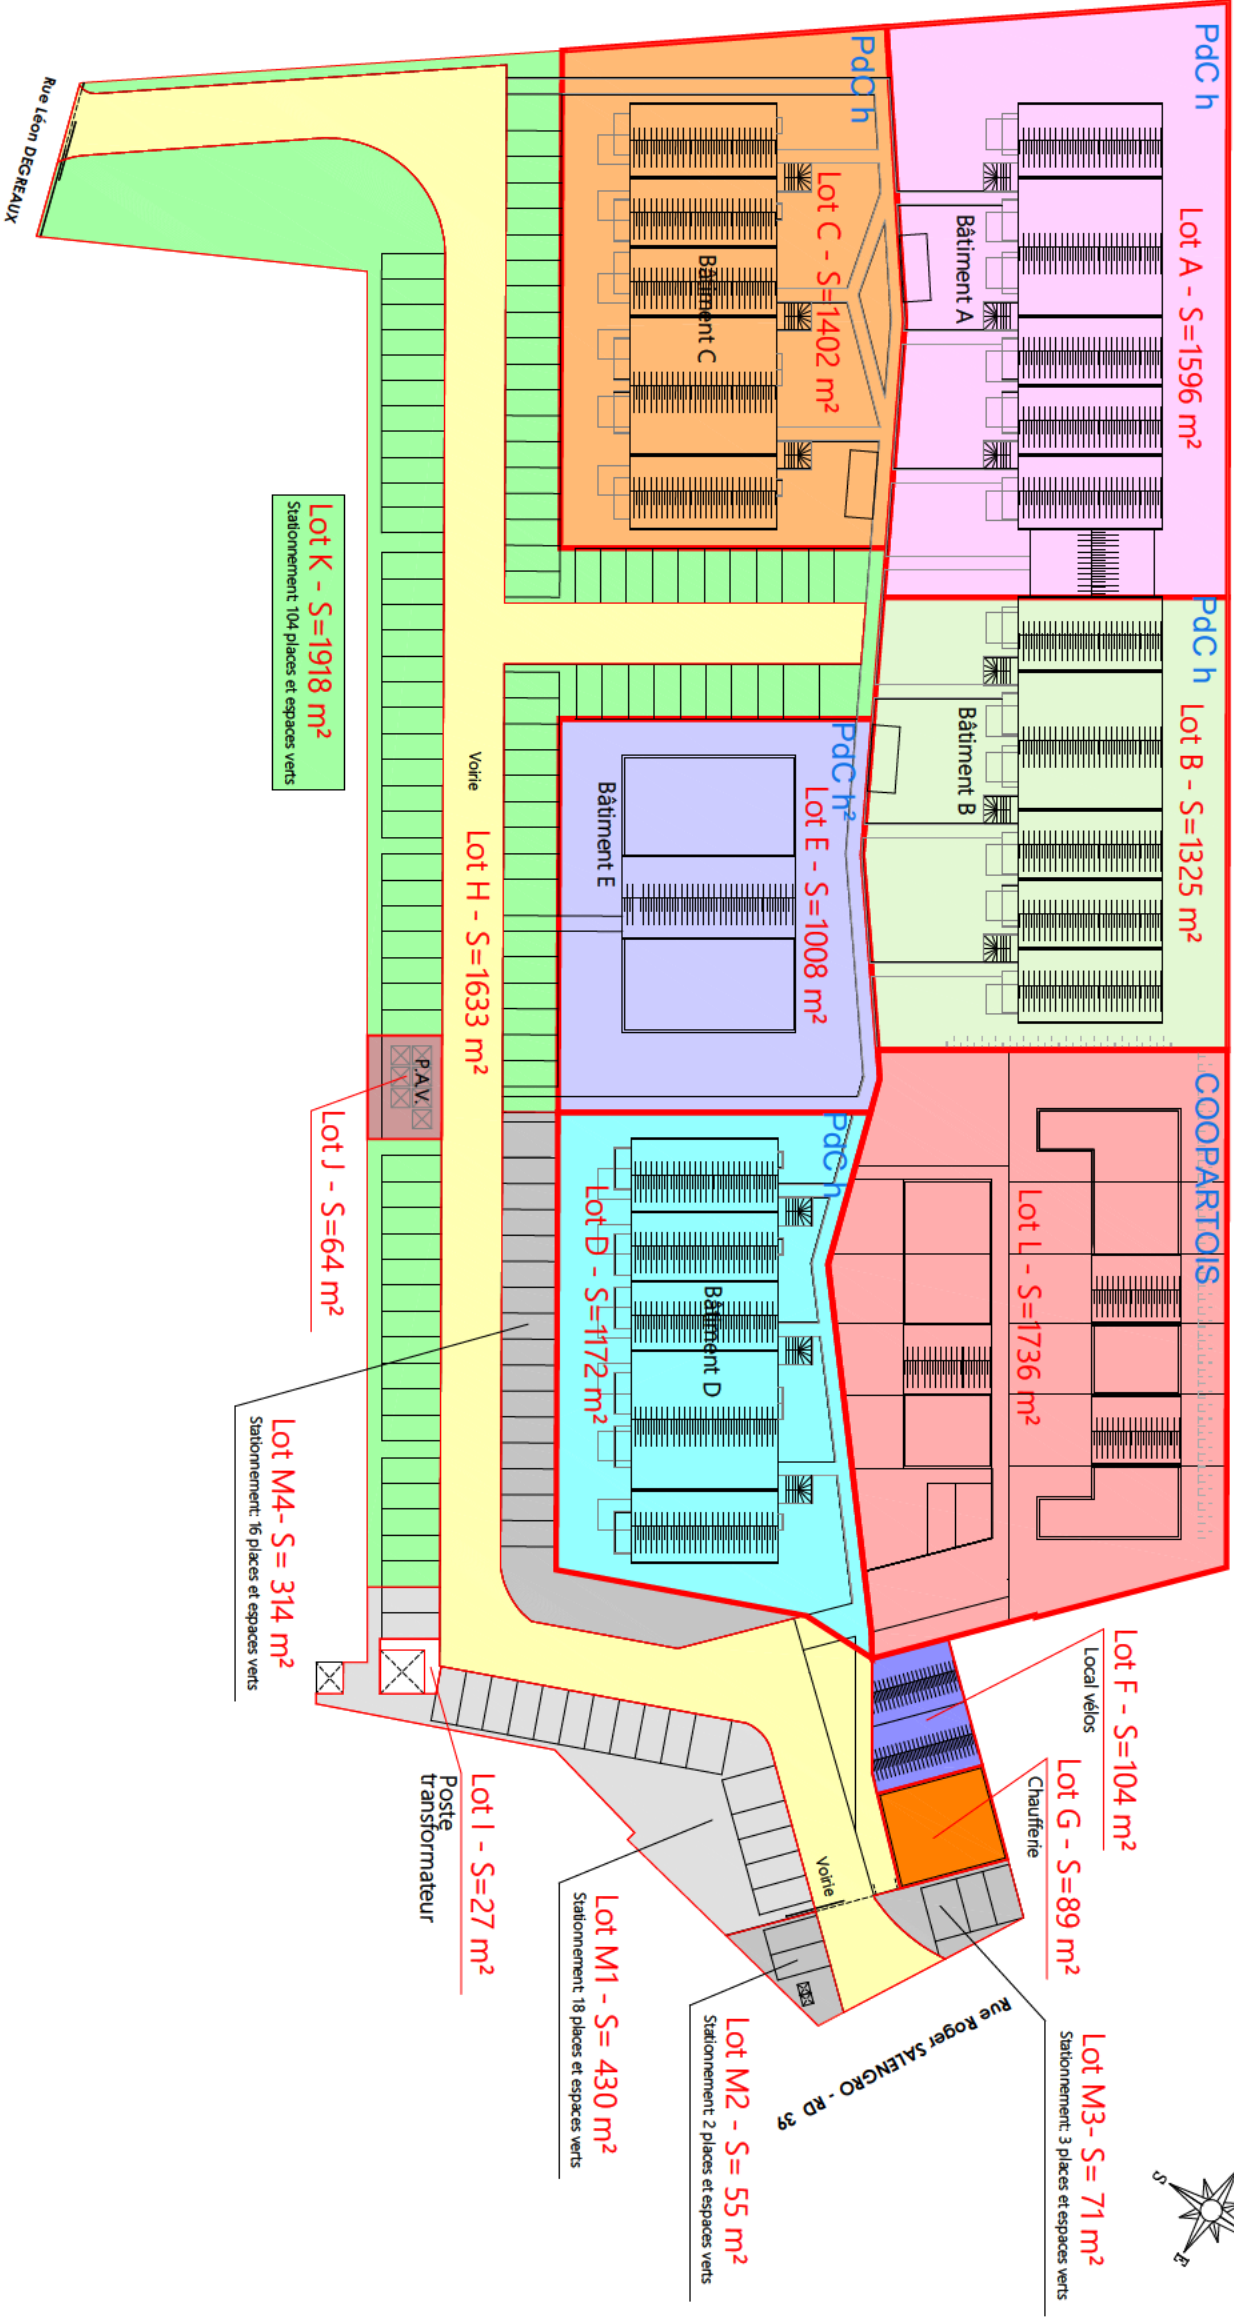 PdC h
Lot A - S=1596 m²
Bâtiment A
PdC h
Lot B - S=1325 m²
Bâtiment B
COOPARTOIS
Lot L - S=1736 m²
PdC h
Lot C - S=1402 m²
Bâtiment C
PdC h²
Lot E - S=1008 m²
Bâtiment E
PdC h
Lot D - S=1172 m²
Bâtiment D
Lot F - S=104 m²
Local vélos
Lot G - S=89 m²
Chaufferie
Voirie
Lot H - S=1633 m²
Voirie
P.A.V.
Rue Léon DEGREAUX
Lot K - S=1918 m²
Stationnement: 104 places et espaces verts
Lot J - S=64 m²
Lot M4- S= 314 m²
Stationnement: 16 places et espaces verts
Lot I - S=27 m²
Poste
transformateur
Lot M1 - S= 430 m²
Stationnement: 18 places et espaces verts
Lot M2 - S= 55 m²
Stationnement: 2 places et espaces verts
Lot M3- S= 71 m²
Stationnement: 3 places et espaces verts
Rue Roger SALENGRO - RD 39
S
E